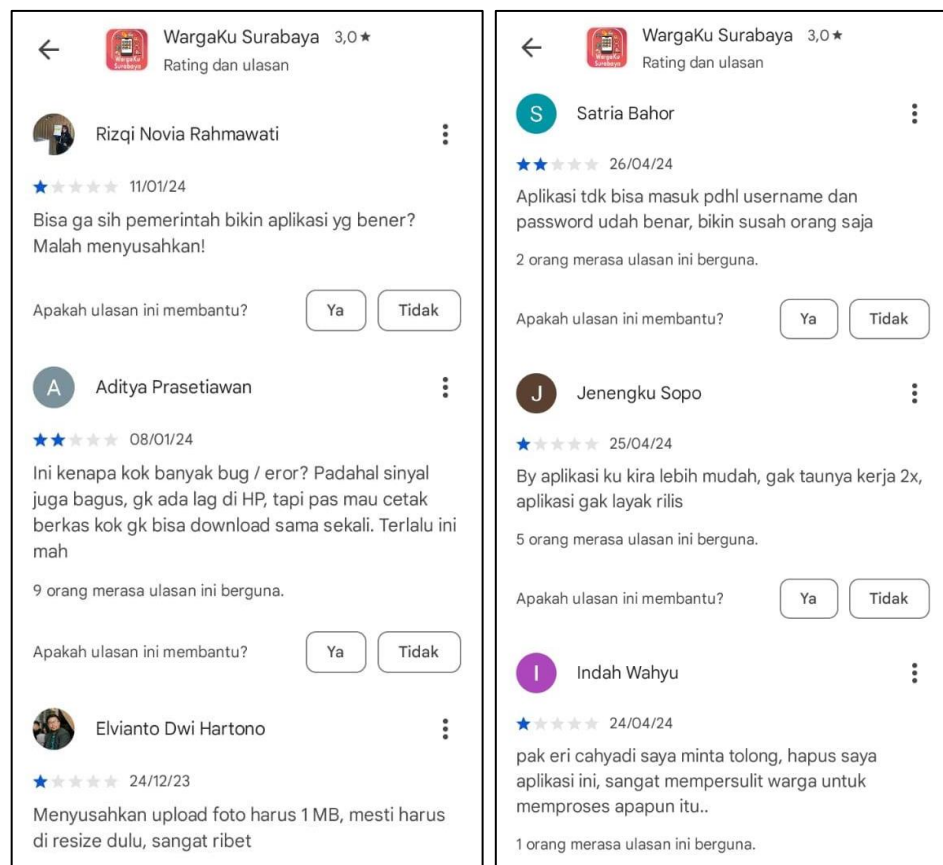 WargaKu Surabaya 3,0★
Rating dan ulasan
Rizqi Novia Rahmawati
11/01/24
Bisa ga sih pemerintah bikin aplikasi yg bener?
Malah menyusahkan!
Apakah ulasan ini membantu? Ya Tidak
A Aditya Prasetiawan
08/01/24
Ini kenapa kok banyak bug / eror? Padahal sinyal
juga bagus, gk ada lag di HP, tapi pas mau cetak
berkas kok gk bisa download sama sekali. Terlalu ini
mah
9 orang merasa ulasan ini berguna.
Apakah ulasan ini membantu? Ya Tidak
Elvianto Dwi Hartono
24/12/23
Menyusahkan upload foto harus 1 MB, mesti harus
di resize dulu, sangat ribet
WargaKu Surabaya 3,0★
Rating dan ulasan
S Satria Bahor
26/04/24
Aplikasi tdk bisa masuk pdhl username dan
password udah benar, bikin susah orang saja
2 orang merasa ulasan ini berguna.
Apakah ulasan ini membantu? Ya Tidak
J Jenengku Sopo
25/04/24
By aplikasi ku kira lebih mudah, gak taunya kerja 2x,
aplikasi gak layak rilis
5 orang merasa ulasan ini berguna.
Apakah ulasan ini membantu? Ya Tidak
I Indah Wahyu
24/04/24
pak eri cahyadi saya minta tolong, hapus saya
aplikasi ini, sangat mempersulit warga untuk
memproses apapun itu..
1 orang merasa ulasan ini berguna.